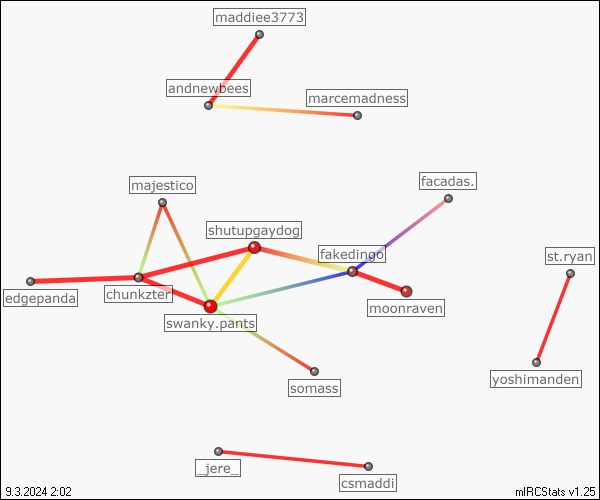 maddiee3773
andnewbees
marcemadness
majestico
facadas.
shutupgaydog
fakedingo
st.ryan
edgepanda
chunkzter
moonraven
swanky.pants
yoshimanden
somass
_jere_
csmaddi
9.3.2024 2:02
mIRCStats v1.25